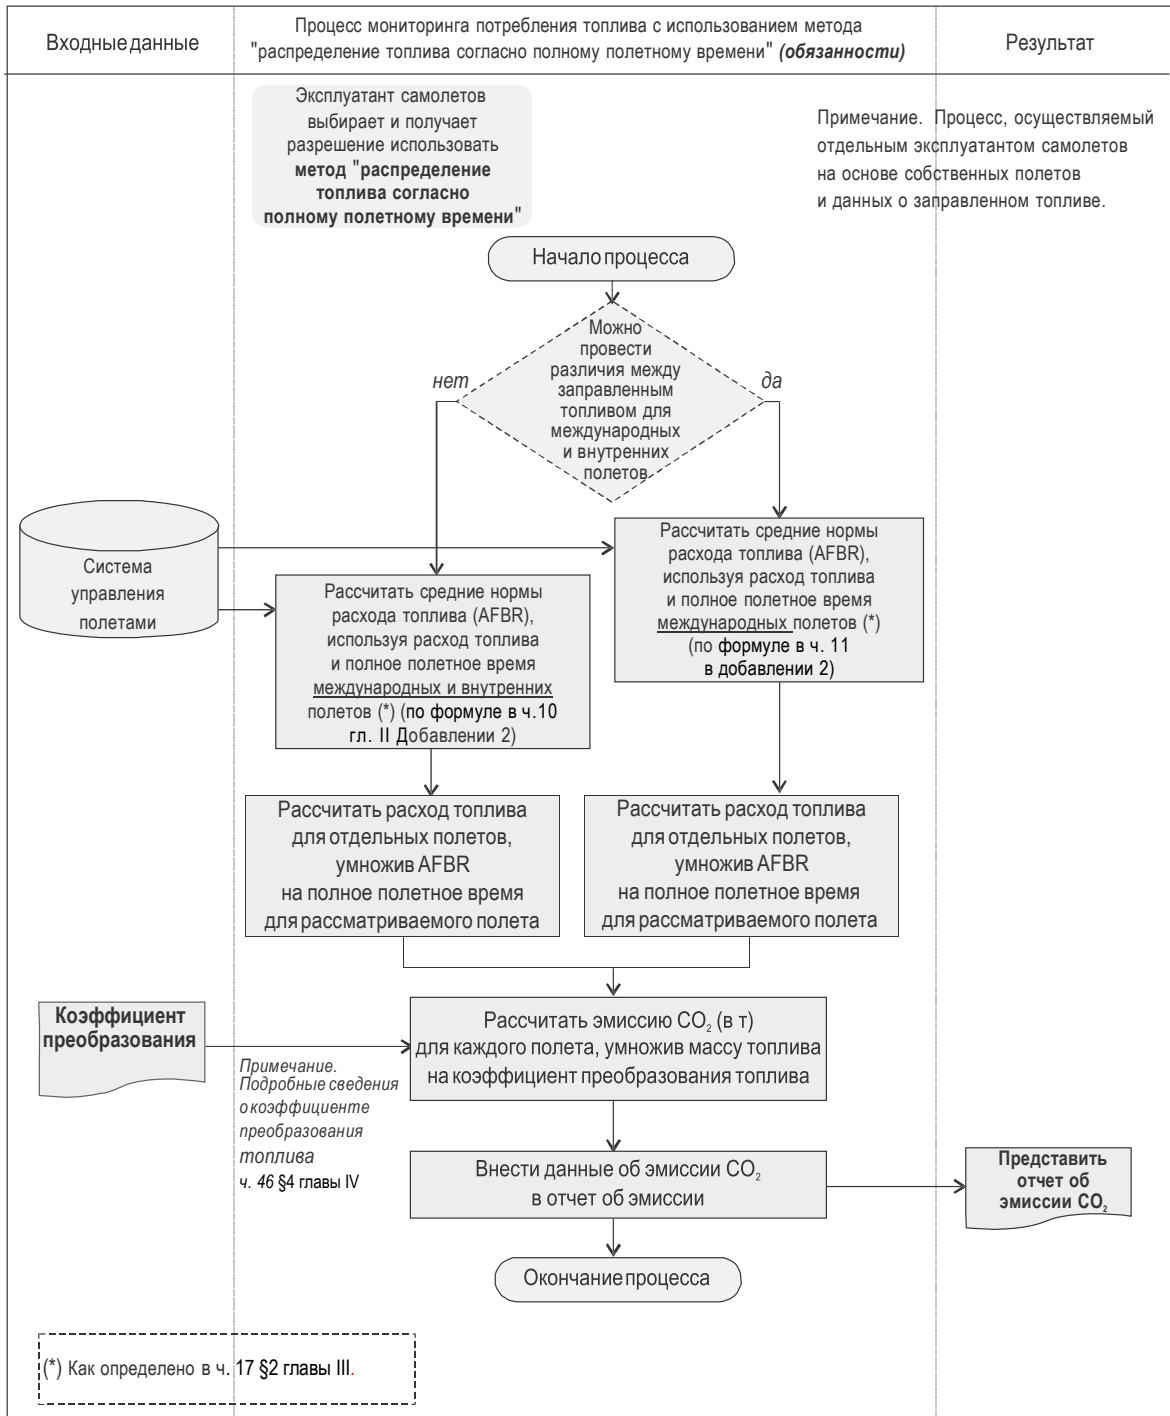 Входные данные
Процесс мониторинга потребления топлива с использованием метода
"распределение топлива согласно полному полетному времени" (обязанности)
Результат
Эксплуатант самолетов
выбирает и получает
разрешение использовать
метод "распределение
топлива согласно
полному полетному времени"
Примечание. Процесс, осуществляемый
отдельным эксплуатантом самолетов
на основе собственных полетов
и данных о заправленном топливе.
Начало процесса
Можно
провести
различия между
заправленным
топливом для
международных
и внутренних
полетов
нет
да
Система
управления
полетами
Рассчитать средние нормы
расхода топлива (AFBR),
используя расход топлива
и полное полетное время
международных полетов (*)
(по формуле в ч. 11
в добавлении 2)
Рассчитать средние нормы
расхода топлива (AFBR),
используя расход топлива
и полное полетное время
международных и внутренних
полетов (*) (по формуле в ч.10
гл. II Добавлении 2)
Рассчитать расход топлива
для отдельных полетов,
умножив AFBR
на полное полетное время
для рассматриваемого полета
Рассчитать расход топлива
для отдельных полетов,
умножив AFBR
на полное полетное время
для рассматриваемого полета
Коэффициент
преобразования
Рассчитать эмиссию CO₂ (в т)
для каждого полета, умножив массу топлива
на коэффициент преобразования топлива
Примечание.
Подробные сведения
о коэффициенте
преобразования
топлива
ч. 46 §4 главы IV
Внести данные об эмиссии CO₂
в отчет об эмиссии
Представить
отчет об
эмиссии CO₂
Окончание процесса
(*) Как определено в ч. 17 §2 главы III.